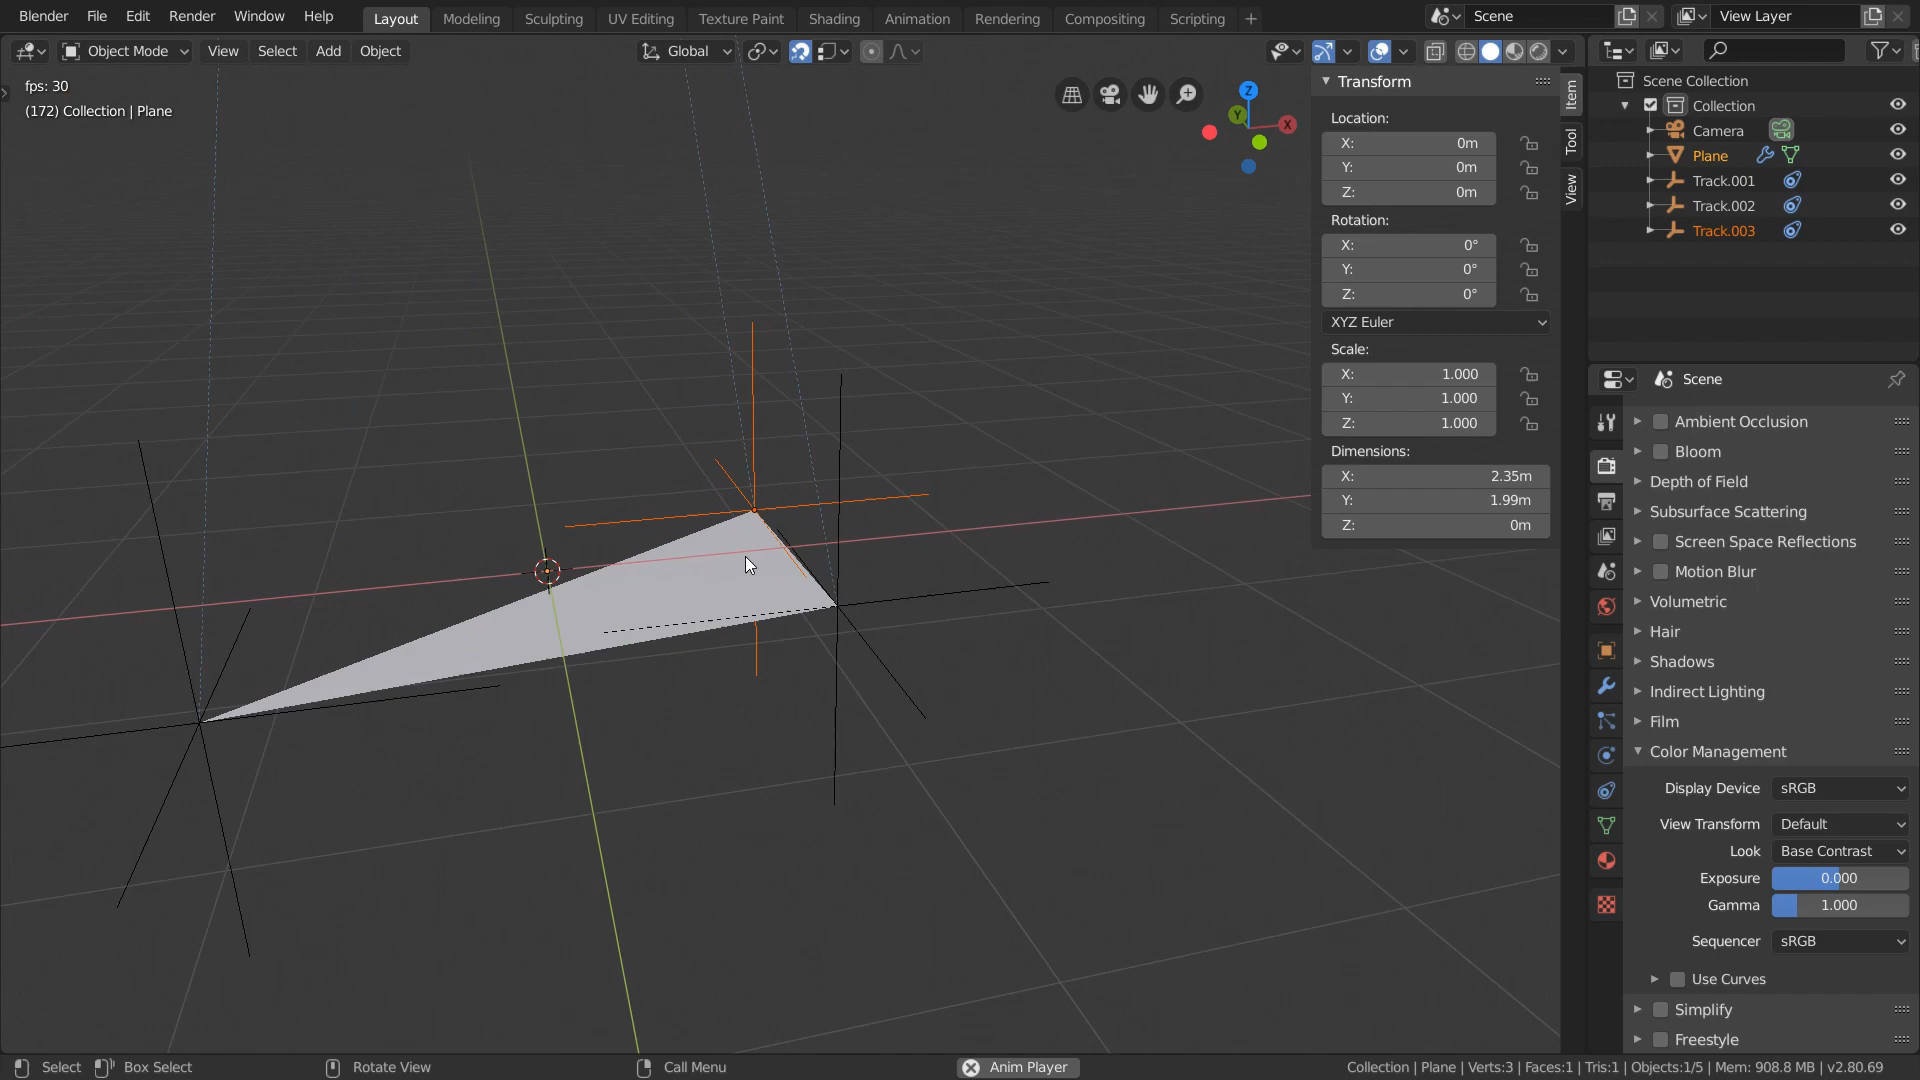 Blender File Edit Render Window Help Layout Modeling Sculpting UV Editing Texture Paint Shading Animation Rendering Compositing Scripting + Scene View Layer
Object Mode View Select Add Object Global
fps: 30
(172) Collection | Plane
Z
Y
X
Transform
Location:
X: 0m
Y: 0m
Z: 0m
Rotation:
X: 0°
Y: 0°
Z: 0°
XYZ Euler
Scale:
X: 1.000
Y: 1.000
Z: 1.000
Dimensions:
X: 2.35m
Y: 1.99m
Z: 0m
Item
Tool
View
Scene Collection
Collection
Camera
Plane
Track.001
Track.002
Track.003
Scene
Ambient Occlusion
Bloom
Depth of Field
Subsurface Scattering
Screen Space Reflections
Motion Blur
Volumetric
Hair
Shadows
Indirect Lighting
Film
Color Management
Display Device sRGB
View Transform Default
Look Base Contrast
Exposure 0.000
Gamma 1.000
Sequencer sRGB
Use Curves
Simplify
Freestyle
Select Box Select Rotate View Call Menu Anim Player Collection | Plane | Verts:3 | Faces:1 | Tris:1 | Objects:1/5 | Mem: 908.8 MB | v2.80.69